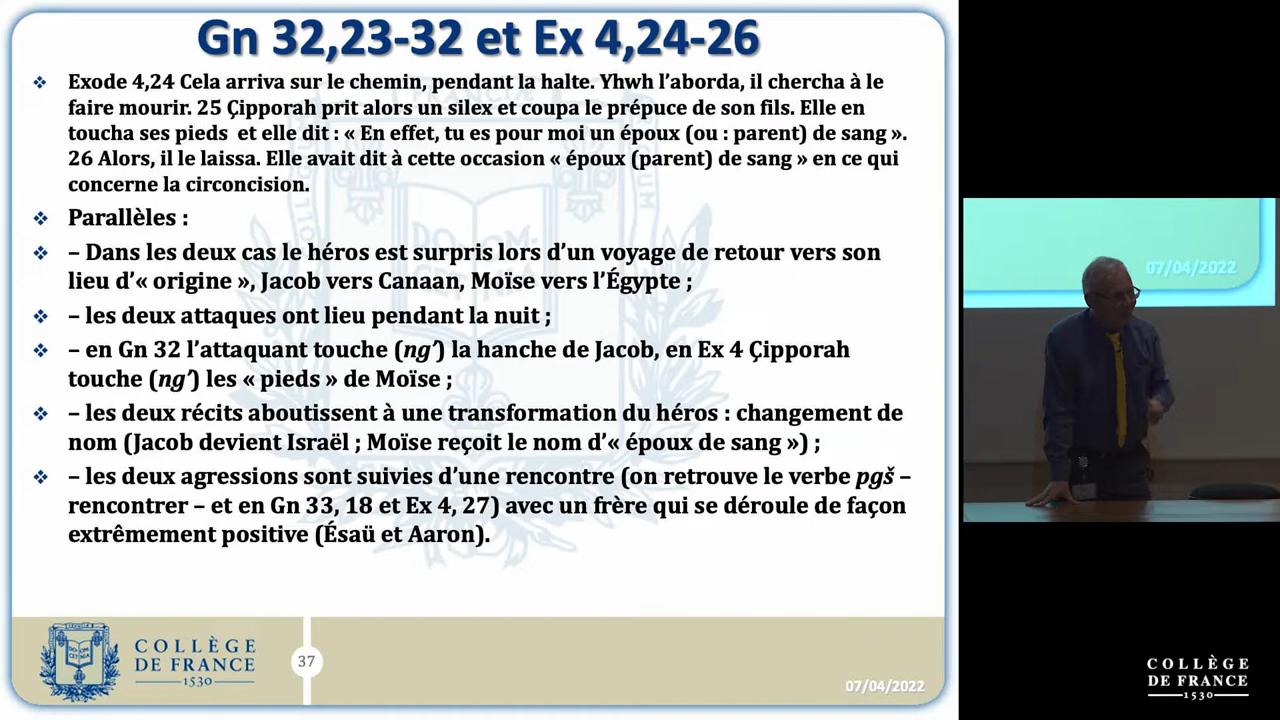 Gn 32,23-32 et Ex 4,24-26
❖ Exode 4,24 Cela arriva sur le chemin, pendant la halte. Yhwh l’aborda, il chercha à le
faire mourir. 25 Çipporah prit alors un silex et coupa le prépuce de son fils. Elle en
toucha ses pieds et elle dit : « En effet, tu es pour moi un époux (ou : parent) de sang ».
26 Alors, il le laissa. Elle avait dit à cette occasion « époux (parent) de sang » en ce qui
concerne la circoncision.
❖ Parallèles :
❖ – Dans les deux cas le héros est surpris lors d’un voyage de retour vers son
lieu d’« origine », Jacob vers Canaan, Moïse vers l’Égypte ;
❖ – les deux attaques ont lieu pendant la nuit ;
❖ – en Gn 32 l’attaquant touche (ng‘) la hanche de Jacob, en Ex 4 Çipporah
touche (ng‘) les « pieds » de Moïse ;
❖ – les deux récits aboutissent à une transformation du héros : changement de
nom (Jacob devient Israël ; Moïse reçoit le nom d’« époux de sang ») ;
❖ – les deux agressions sont suivies d’une rencontre (on retrouve le verbe pgš –
rencontrer – et en Gn 33, 18 et Ex 4, 27) avec un frère qui se déroule de façon
extrêmement positive (Ésaü et Aaron).
COLLÈGE
DE FRANCE
1530
37
07/04/2022
07/04/2022
COLLÈGE
DE FRANCE
1530